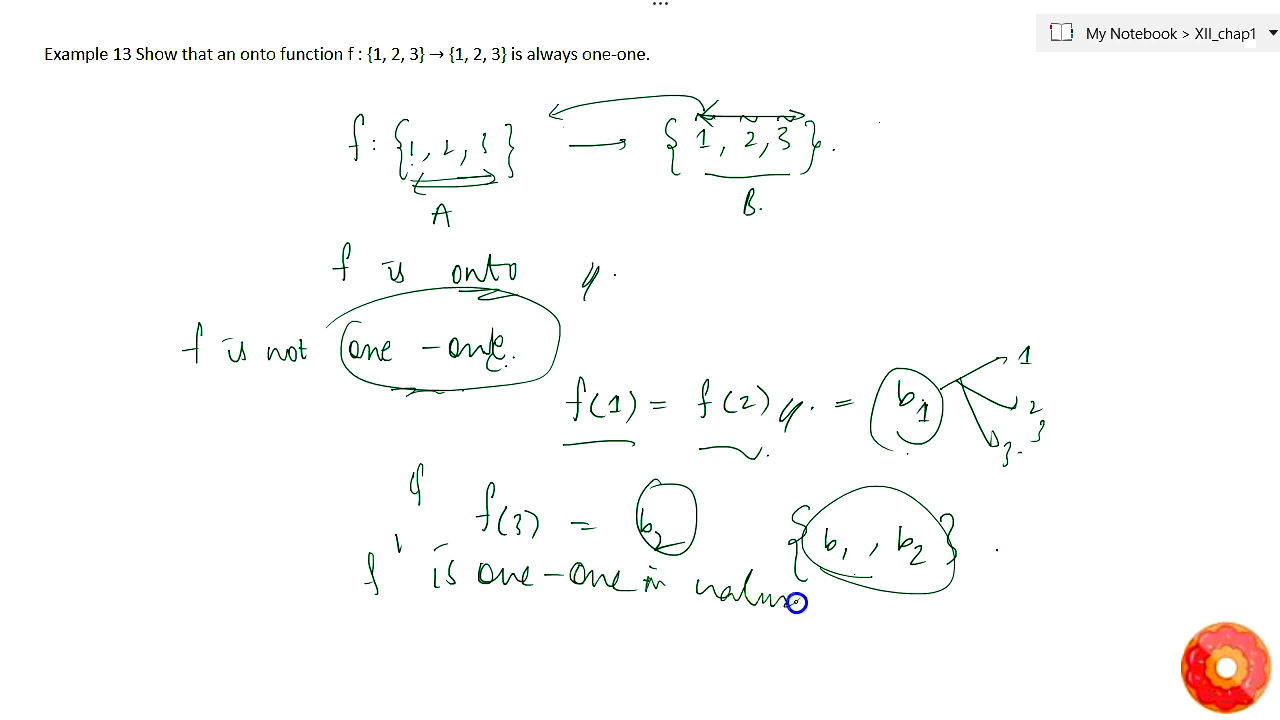 My Notebook > XII_chap1
Example 13 Show that an onto function f : {1, 2, 3} → {1, 2, 3} is always one-one.
f : {1, 2, 3} → {1, 2, 3}.
A
B.
f is onto
f is not one-one.
f(1) = f(2) = b1
1
2
3
3.
f(3) = b2
{b1, b2}.
f is one-one in